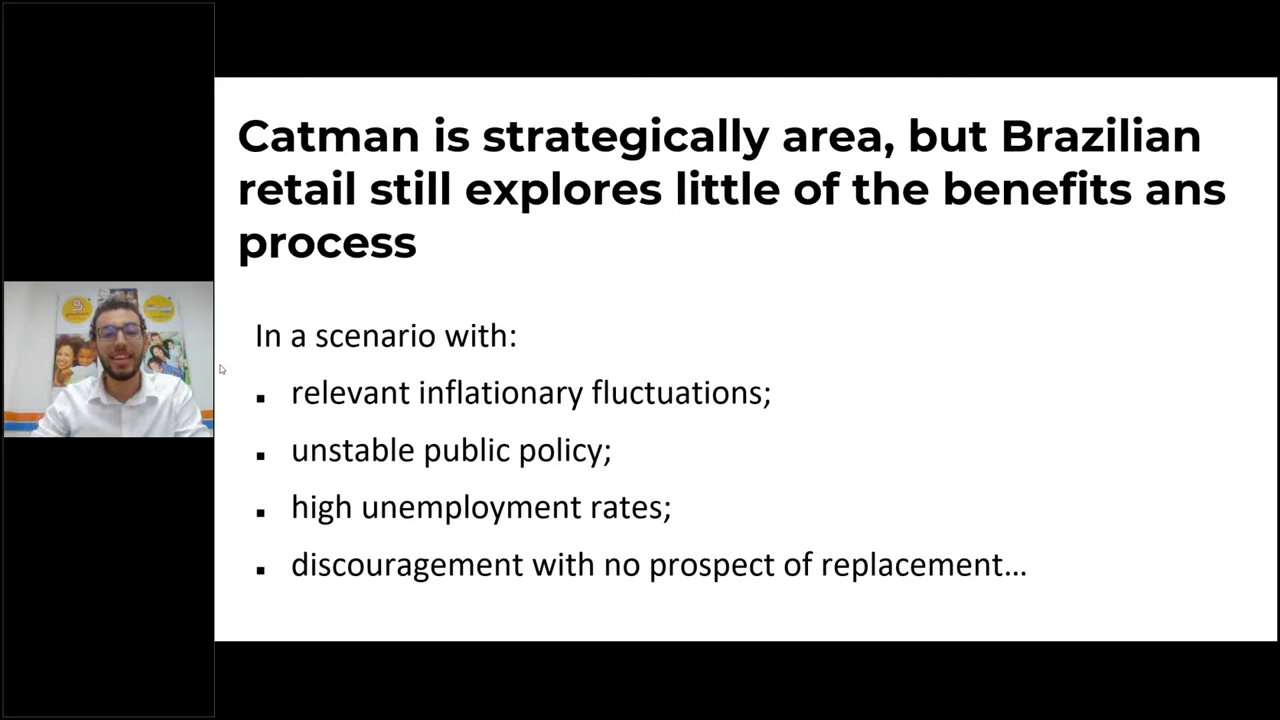 Catman is strategically area, but Brazilian
retail still explores little of the benefits ans
process
In a scenario with:
▪ relevant inflationary fluctuations;
▪ unstable public policy;
▪ high unemployment rates;
▪ discouragement with no prospect of replacement...